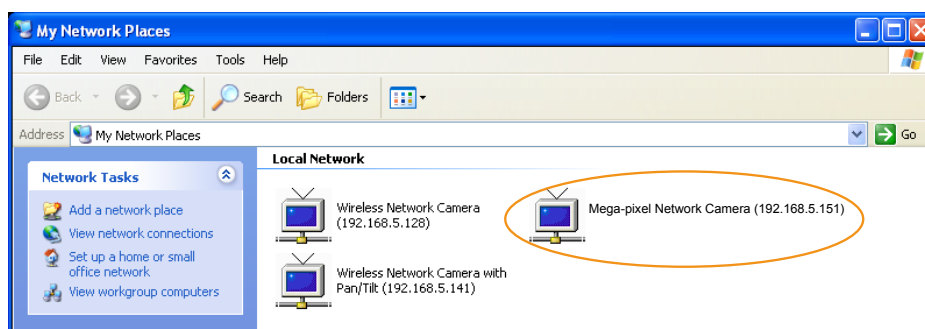 My Network Places
File Edit View Favorites Tools Help
Back Search Folders
Address My Network Places Go
Network Tasks
Add a network place
View network connections
Set up a home or small
office network
View workgroup computers
Local Network
Wireless Network Camera
(192.168.5.128)
Mega-pixel Network Camera (192.168.5.151)
Wireless Network Camera with
Pan/Tilt (192.168.5.141)